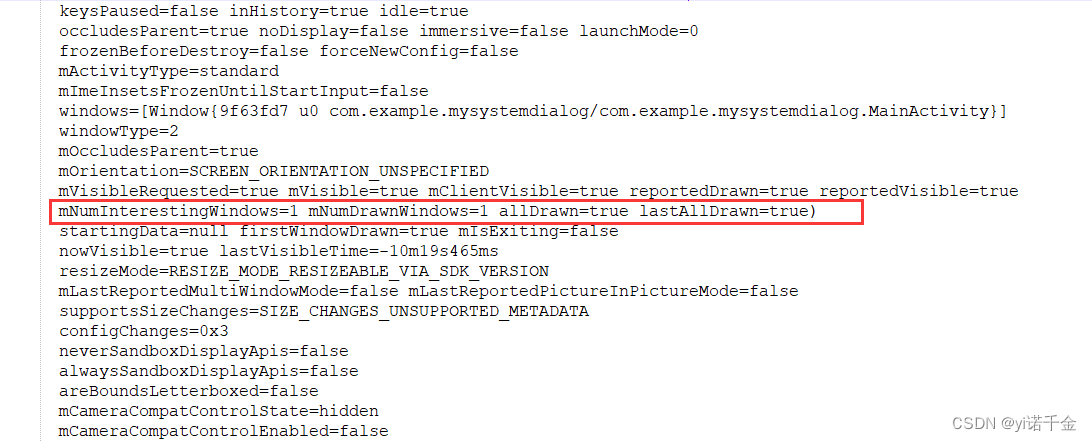 keysPaused=false inHistory=true idle=true
occludesParent=true noDisplay=false immersive=false launchMode=0
frozenBeforeDestroy=false forceNewConfig=false
mActivityType=standard
mImeInsetsFrozenUntilStartInput=false
windows=[Window{9f63fd7 u0 com.example.mysystemdialog/com.example.mysystemdialog.MainActivity}]
windowType=2
mOccludesParent=true
mOrientation=SCREEN_ORIENTATION_UNSPECIFIED
mVisibleRequested=true mVisible=true mClientVisible=true reportedDrawn=true reportedVisible=true
mNumInterestingWindows=1 mNumDrawnWindows=1 allDrawn=true lastAllDrawn=true)
startingData=null firstWindowDrawn=true mIsExiting=false
nowVisible=true lastVisibleTime=-10m19s465ms
resizeMode=RESIZE_MODE_RESIZEABLE_VIA_SDK_VERSION
mLastReportedMultiWindowMode=false mLastReportedPictureInPictureMode=false
supportsSizeChanges=SIZE_CHANGES_UNSUPPORTED_METADATA
configChanges=0x3
neverSandboxDisplayApis=false
alwaysSandboxDisplayApis=false
areBoundsLetterboxed=false
mCameraCompatControlState=hidden
mCameraCompatControlEnabled=false
CSDN @yi诺千金